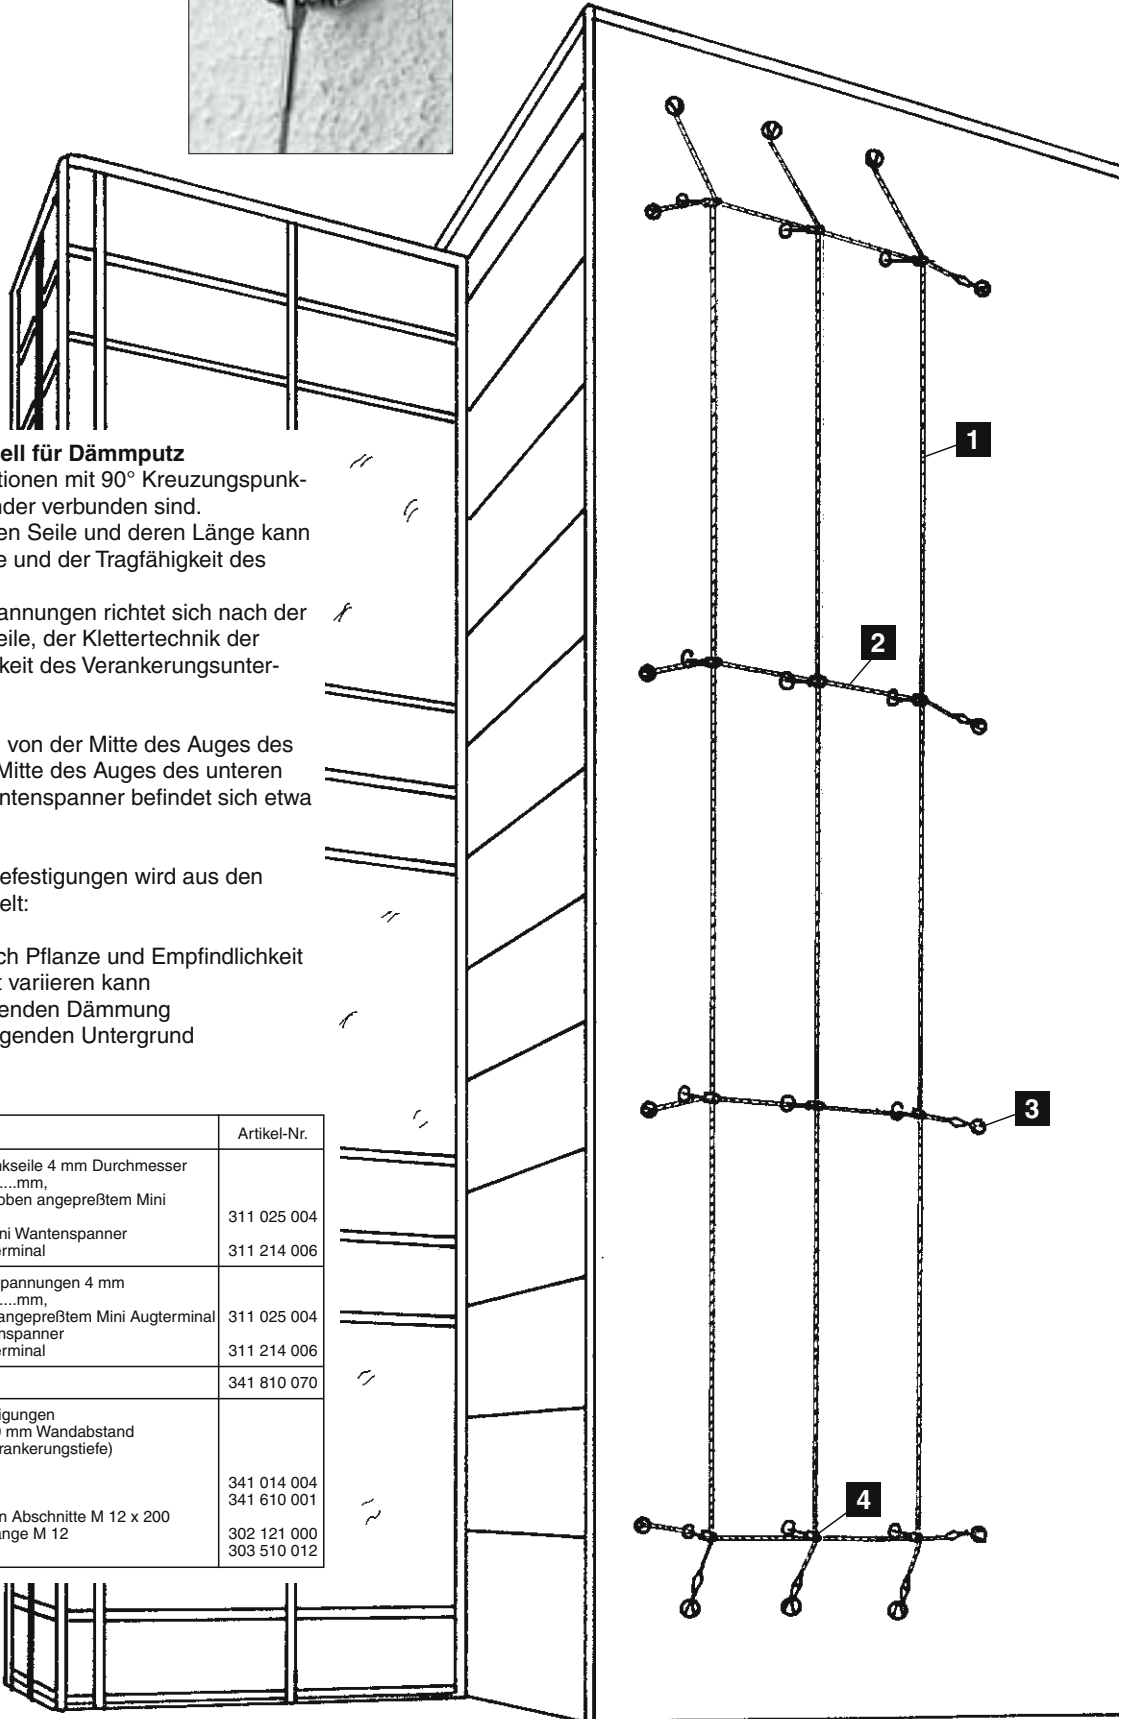 ell für Dämmputz
tionen mit 90° Kreuzungspunk-
nder verbunden sind.
en Seile und deren Länge kann
e und der Tragfähigkeit des
annungen richtet sich nach der
eile, der Klettertechnik der
keit des Verankerungsunter-
von der Mitte des Auges des
Mitte des Auges des unteren
antenspanner befindet sich etwa
efestigungen wird aus den
elt:
ch Pflanze und Empfindlichkeit
t variieren kann
enden Dämmung
genden Untergrund
Artikel-Nr.
nkseile 4 mm Durchmesser
....mm,
oben angepreßtem Mini
311 025 004
ni Wantenspanner
erminal 311 214 006
pannungen 4 mm
....mm,
angepreßtem Mini Augterminal 311 025 004
nspanner
erminal 311 214 006
341 810 070
igungen
0 mm Wandabstand
rankerungstiefe)
341 014 004
341 610 001
n Abschnitte M 12 x 200
ange M 12 302 121 000
303 510 012
1
2
3
4